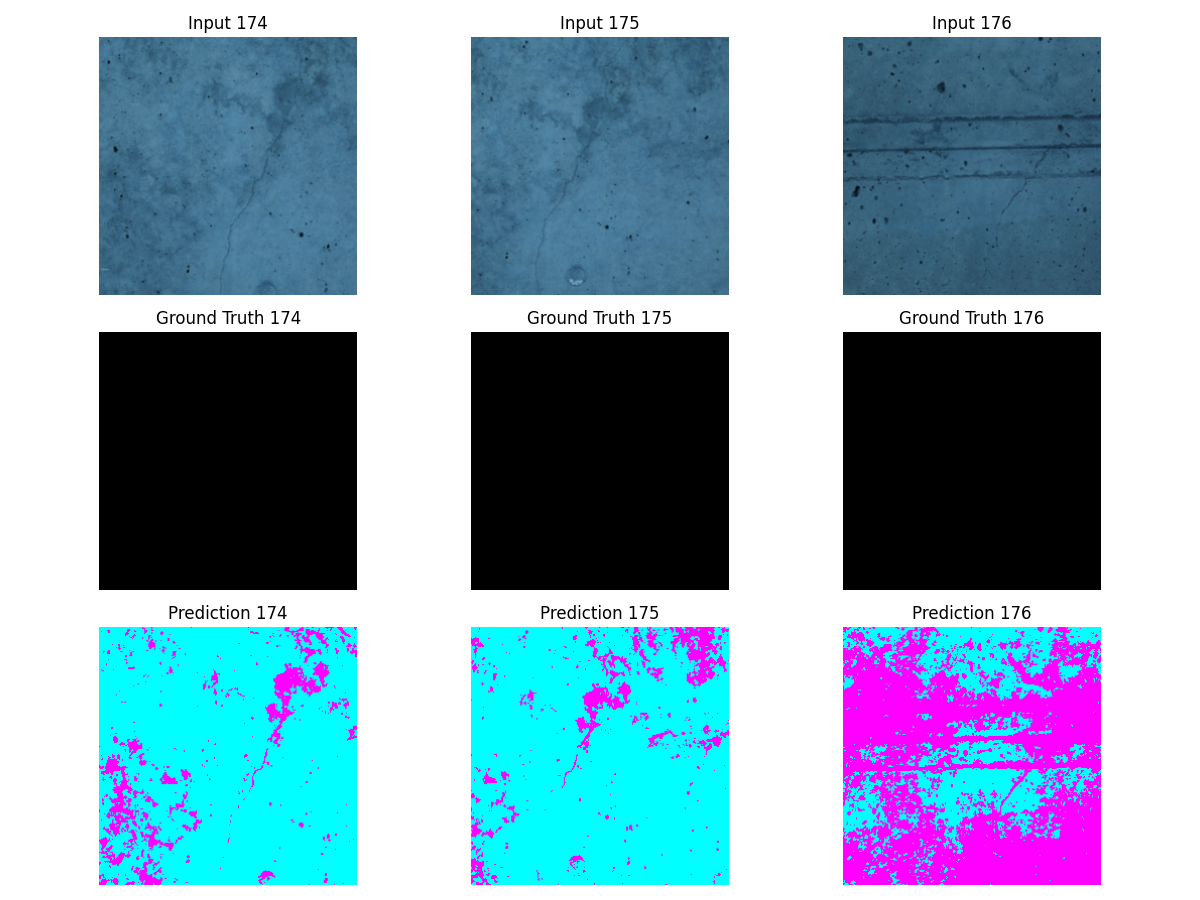 Input 174
Input 175
Input 176
Ground Truth 174
Ground Truth 175
Ground Truth 176
Prediction 174
Prediction 175
Prediction 176